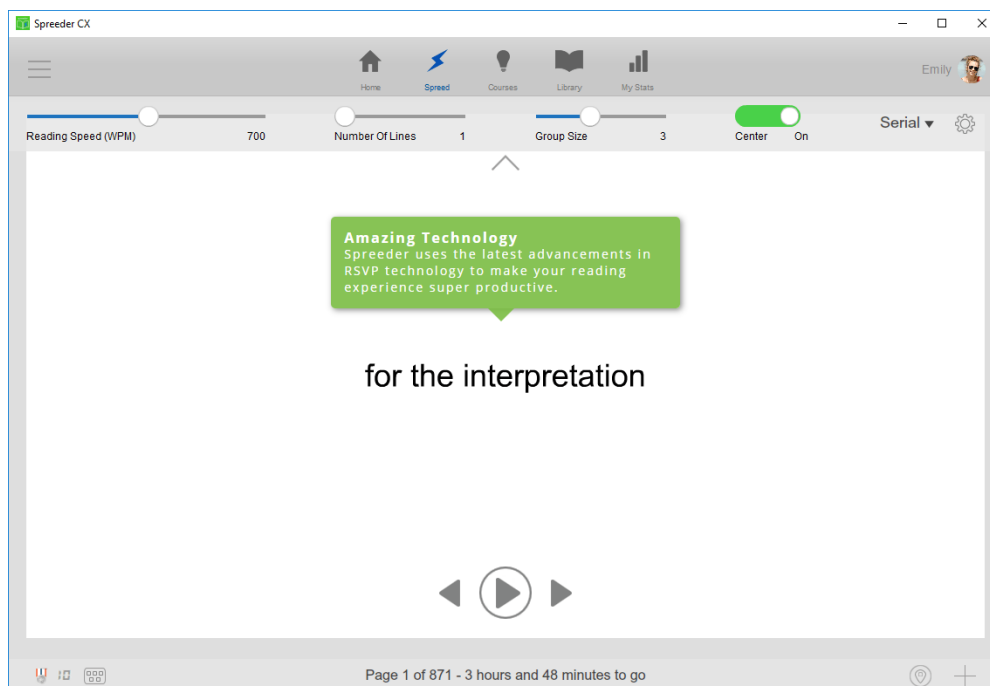 Spreeder CX
Home Spreed Courses Library My Stats
Emily
Reading Speed (WPM) 700 Number Of Lines 1 Group Size 3 Center On Serial
Amazing Technology
Spreeder uses the latest advancements in
RSVP technology to make your reading
experience super productive.
for the interpretation
10 Page 1 of 871 - 3 hours and 48 minutes to go